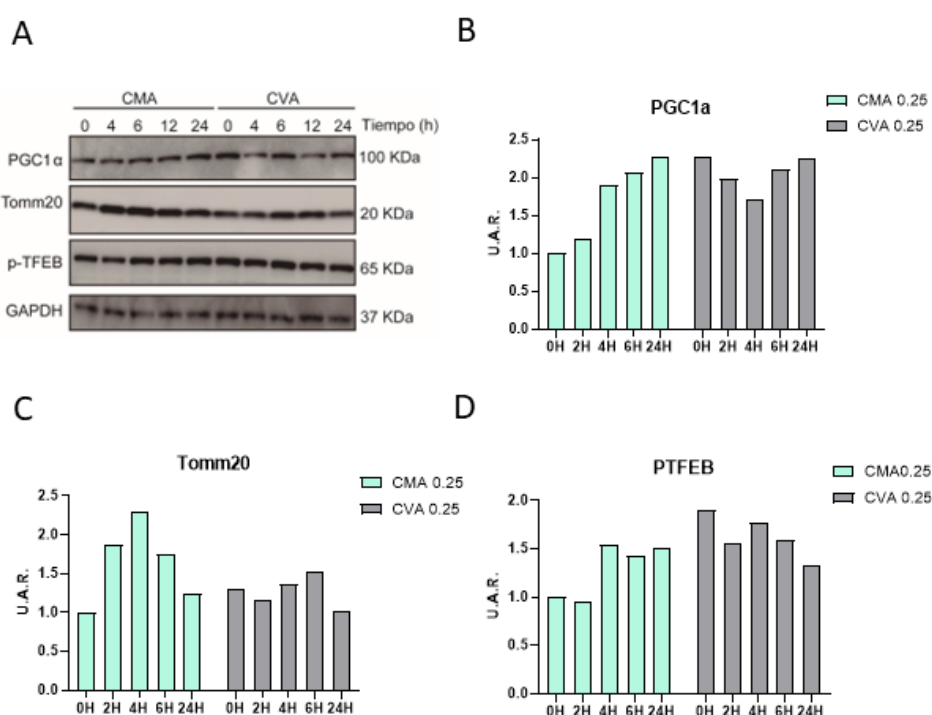 A
CMA CVA
0 4 6 12 24 0 4 6 12 24 Tiempo (h)
PGC1α 100 KDa
Tomm20 20 KDa
p-TFEB 65 KDa
GAPDH 37 KDa
B
PGC1a
CMA 0.25
CVA 0.25
U.A.R.
2.5
2.0
1.5
1.0
0.5
0.0
0H 2H 4H 6H 24H 0H 2H 4H 6H 24H
C
Tomm20
CMA 0.25
CVA 0.25
U.A.R.
2.5
2.0
1.5
1.0
0.5
0.0
0H 2H 4H 6H 24H 0H 2H 4H 6H 24H
D
PTFEB
CMA0.25
CVA 0.25
U.A.R.
2.0
1.5
1.0
0.5
0.0
0H 2H 4H 6H 24H 0H 2H 4H 6H 24H